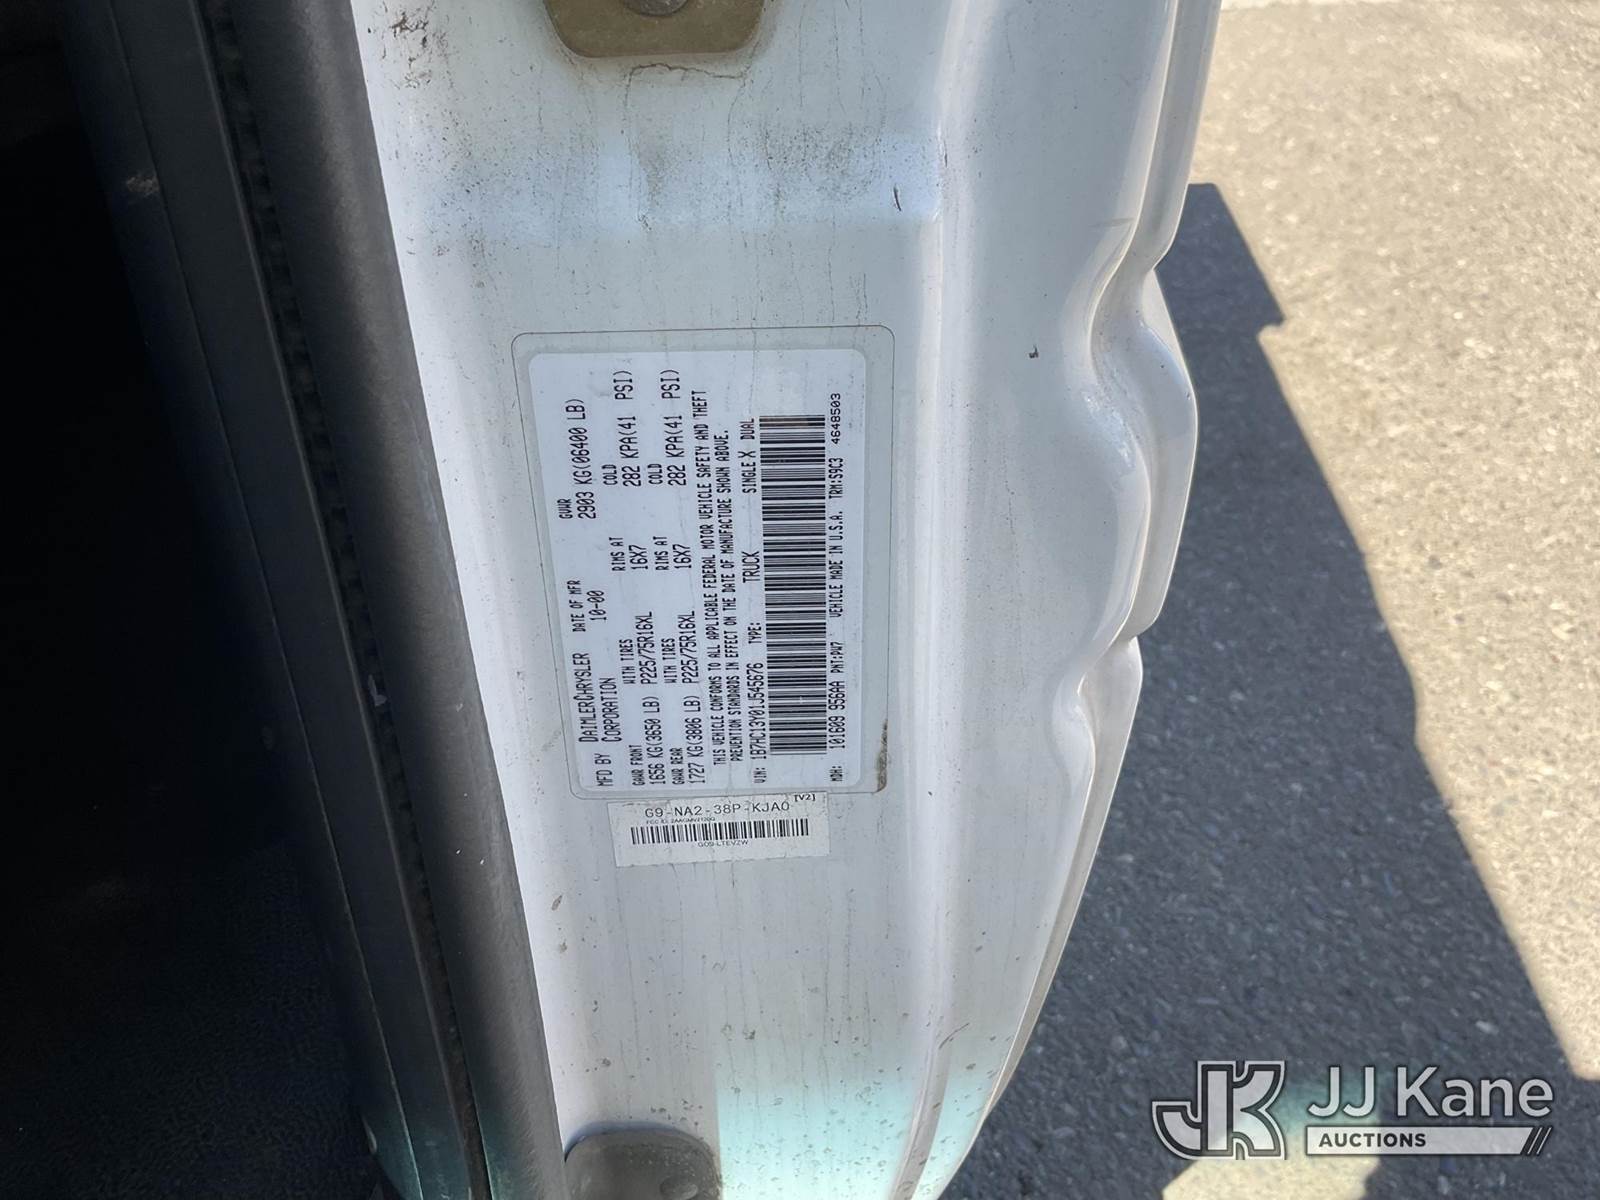 MFD BY DAIMLERCHRYSLER CORPORATION DATE OF MFR 10-00 GVWR 2903 KG(06400 LB)
GAWR FRONT WITH TIRES RIMS AT COLD
1656 KG(3650 LB) P225/75R16XL 16X7 282 KPA(41 PSI)
GAWR REAR WITH TIRES RIMS AT COLD
1727 KG(3806 LB) P225/75R16XL 16X7 282 KPA(41 PSI)
THIS VEHICLE CONFORMS TO ALL APPLICABLE FEDERAL MOTOR VEHICLE SAFETY AND THEFT
PREVENTION STANDARDS IN EFFECT ON THE DATE OF MANUFACTURE SHOWN ABOVE.
VIN: 1B7HC13Y01J545676 TYPE: TRUCK SINGLE X DUAL
MDH: 101609 956AA PNT:PW7 VEHICLE MADE IN U.S.A. TRM:S9C3 4648503
G9-NA2-38P-KJA0 [V2]
GO9-LTEVZW
JK JJ Kane
AUCTIONS